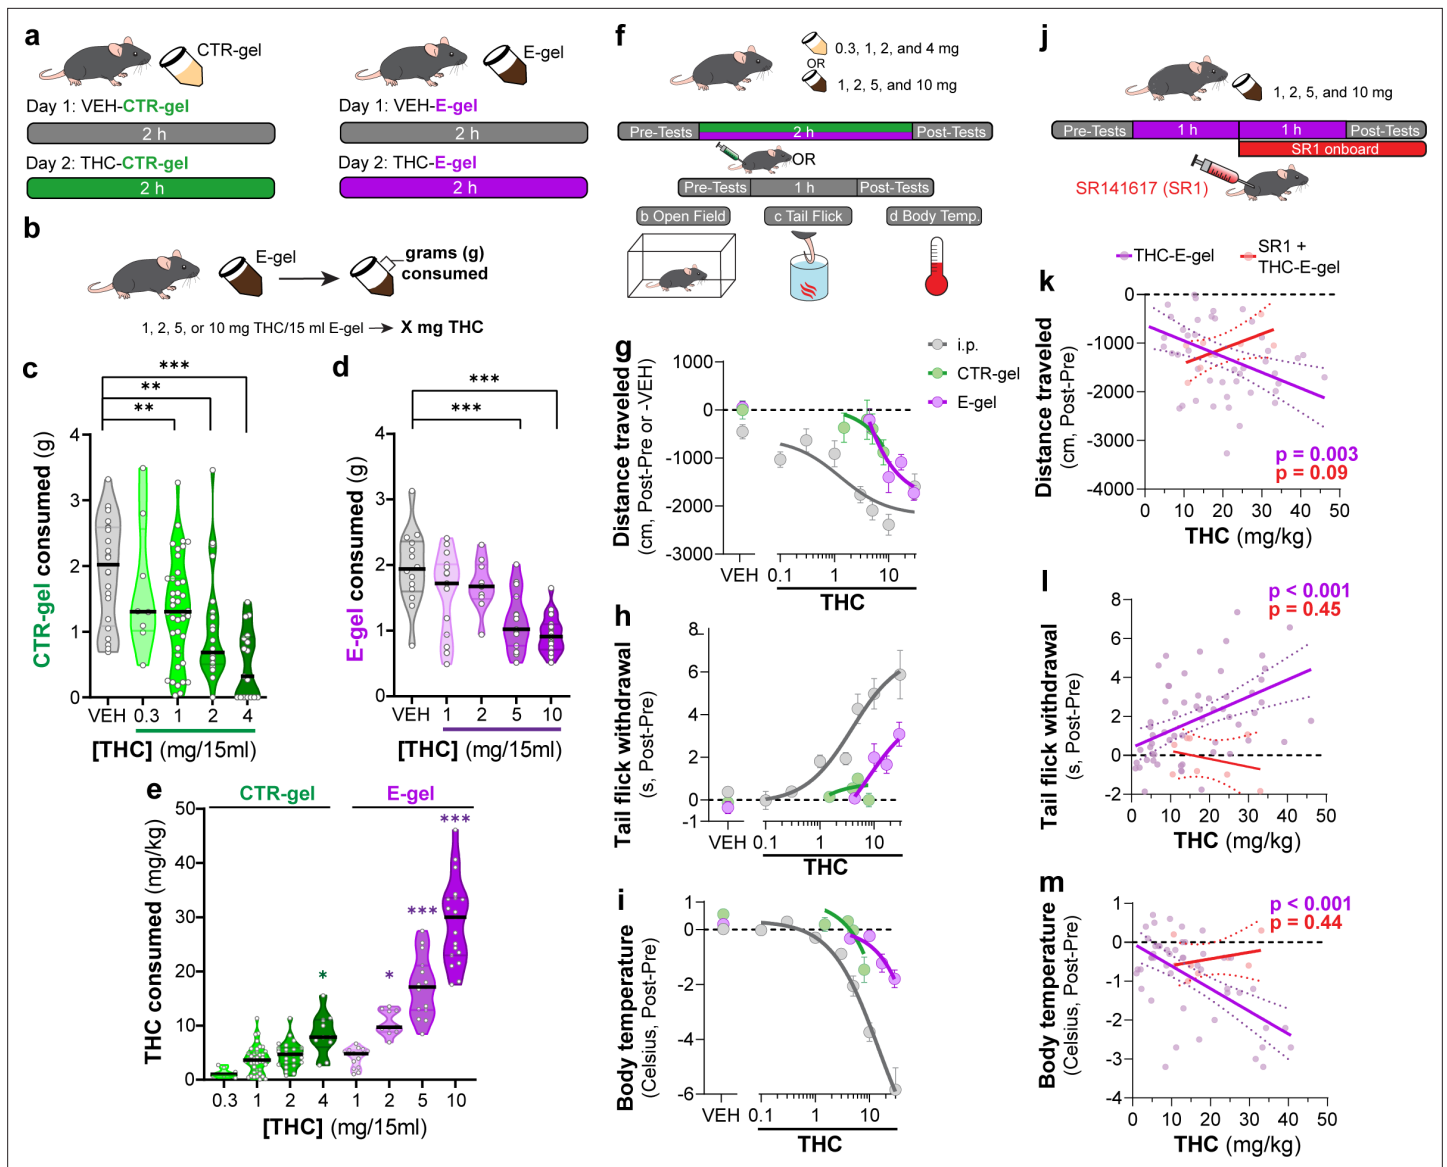 a
CTR-gel
E-gel
Day 1: VEH-CTR-gel
Day 1: VEH-E-gel
2 h
2 h
Day 2: THC-CTR-gel
Day 2: THC-E-gel
2 h
2 h
b
E-gel
grams (g)
consumed
1, 2, 5, or 10 mg THC/15 ml E-gel
X mg THC
c
***
**
**
CTR-gel consumed (g)
4
3
2
1
0
VEH
0.3
1
2
4
[THC] (mg/15ml)
d
***
***
E-gel consumed (g)
4
3
2
1
0
VEH
1
2
5
10
[THC] (mg/15ml)
e
CTR-gel
E-gel
THC consumed (mg/kg)
50
40
30
20
10
0
*
*
***
***
0.3
1
2
4
1
2
5
10
[THC] (mg/15ml)
f
0.3, 1, 2, and 4 mg
OR
1, 2, 5, and 10 mg
Pre-Tests
2 h
Post-Tests
OR
Pre-Tests
1 h
Post-Tests
b Open Field
c Tail Flick
d Body Temp.
g
Distance traveled
(cm, Post-Pre or -VEH)
1000
0
-1000
-2000
-3000
i.p.
CTR-gel
E-gel
VEH
0.1
1
10
THC
h
Tail flick withdrawal
(s, Post-Pre)
8
6
4
2
0
-1
VEH
0.1
1
10
THC
i
Body temperature
(Celsius, Post-Pre)
1
0
-2
-4
-6
VEH
0.1
1
10
THC
j
1, 2, 5, and 10 mg
Pre-Tests
1 h
1 h
Post-Tests
SR1 onboard
SR141617 (SR1)
THC-E-gel
SR1 +
THC-E-gel
k
Distance traveled
(cm, Post-Pre)
0
-1000
-2000
-3000
-4000
p = 0.003
p = 0.09
0
10
20
30
40
50
THC (mg/kg)
l
Tail flick withdrawal
(s, Post-Pre)
8
6
4
2
0
-2
p < 0.001
p = 0.45
0
10
20
30
40
50
THC (mg/kg)
m
Body temperature
(Celsius, Post-Pre)
1
0
-1
-2
-3
-4
p < 0.001
p = 0.44
0
10
20
30
40
50
THC (mg/kg)